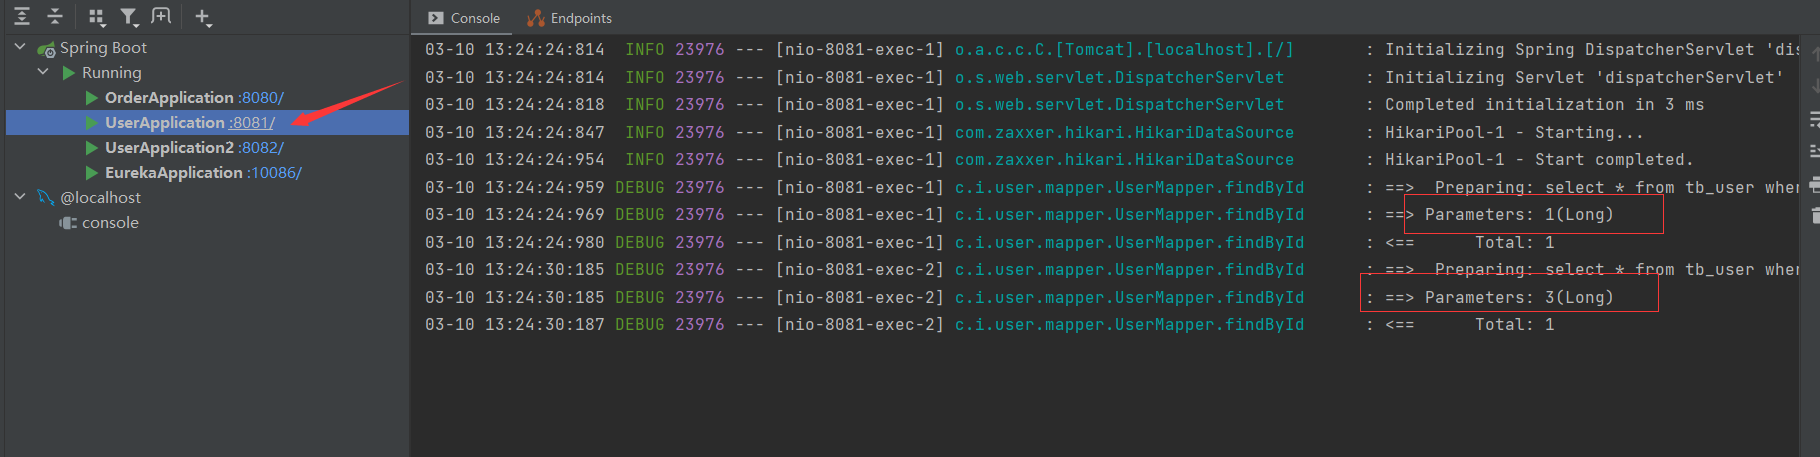 Console
Endpoints
Spring Boot
Running
OrderApplication :8080/
UserApplication :8081/
UserApplication2 :8082/
EurekaApplication :10086/
@localhost
console
03-10 13:24:24:814  INFO 23976 --- [nio-8081-exec-1] o.a.c.c.C.[Tomcat].[localhost].[/]       : Initializing Spring DispatcherServlet 'dis
03-10 13:24:24:814  INFO 23976 --- [nio-8081-exec-1] o.s.web.servlet.DispatcherServlet        : Initializing Servlet 'dispatcherServlet'
03-10 13:24:24:818  INFO 23976 --- [nio-8081-exec-1] o.s.web.servlet.DispatcherServlet        : Completed initialization in 3 ms
03-10 13:24:24:847  INFO 23976 --- [nio-8081-exec-1] com.zaxxer.hikari.HikariDataSource       : HikariPool-1 - Starting...
03-10 13:24:24:954  INFO 23976 --- [nio-8081-exec-1] com.zaxxer.hikari.HikariDataSource       : HikariPool-1 - Start completed.
03-10 13:24:24:959 DEBUG 23976 --- [nio-8081-exec-1] c.i.user.mapper.UserMapper.findById      : ==>  Preparing: select * from tb_user wher
03-10 13:24:24:969 DEBUG 23976 --- [nio-8081-exec-1] c.i.user.mapper.UserMapper.findById      : ==> Parameters: 1(Long)
03-10 13:24:24:980 DEBUG 23976 --- [nio-8081-exec-1] c.i.user.mapper.UserMapper.findById      : <==      Total: 1
03-10 13:24:30:185 DEBUG 23976 --- [nio-8081-exec-2] c.i.user.mapper.UserMapper.findById      : ==>  Preparing: select * from tb_user wher
03-10 13:24:30:185 DEBUG 23976 --- [nio-8081-exec-2] c.i.user.mapper.UserMapper.findById      : ==> Parameters: 3(Long)
03-10 13:24:30:187 DEBUG 23976 --- [nio-8081-exec-2] c.i.user.mapper.UserMapper.findById      : <==      Total: 1